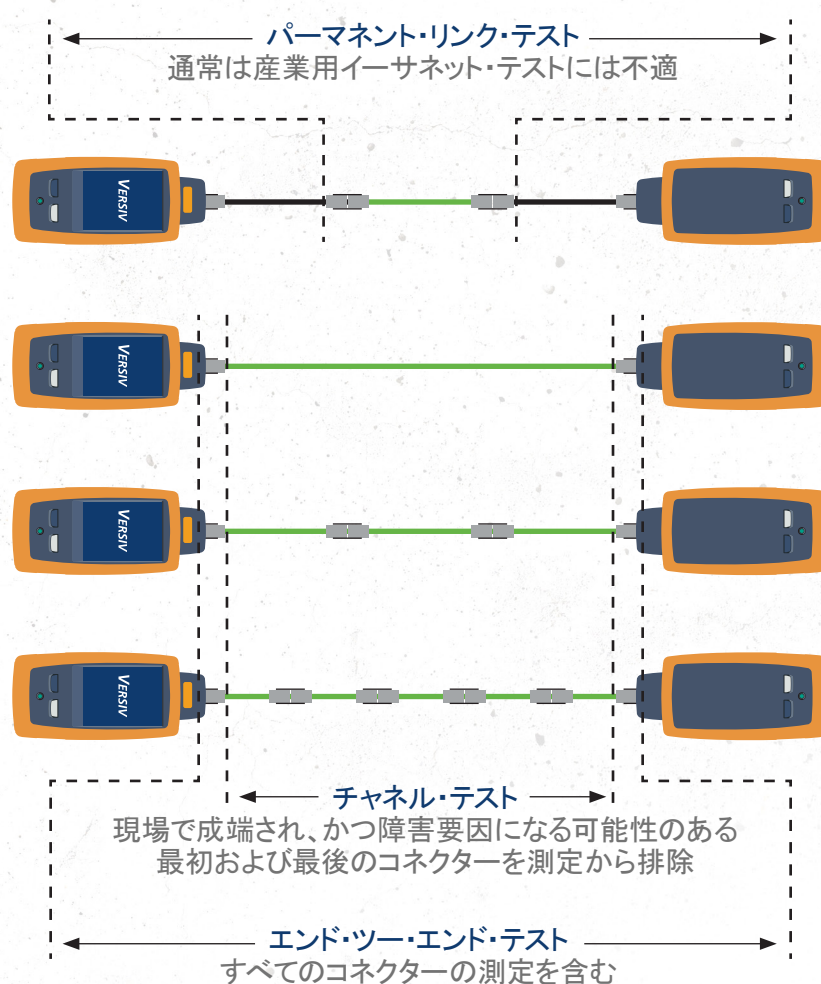 パーマネント・リンク・テスト
通常は産業用イーサネット・テストには不適
VERSIV
VERSIV
VERSIV
VERSIV
チャネル・テスト
現場で成端され、かつ障害要因になる可能性のある
最初および最後のコネクターを測定から排除
エンド・ツー・エンド・テスト
すべてのコネクターの測定を含む